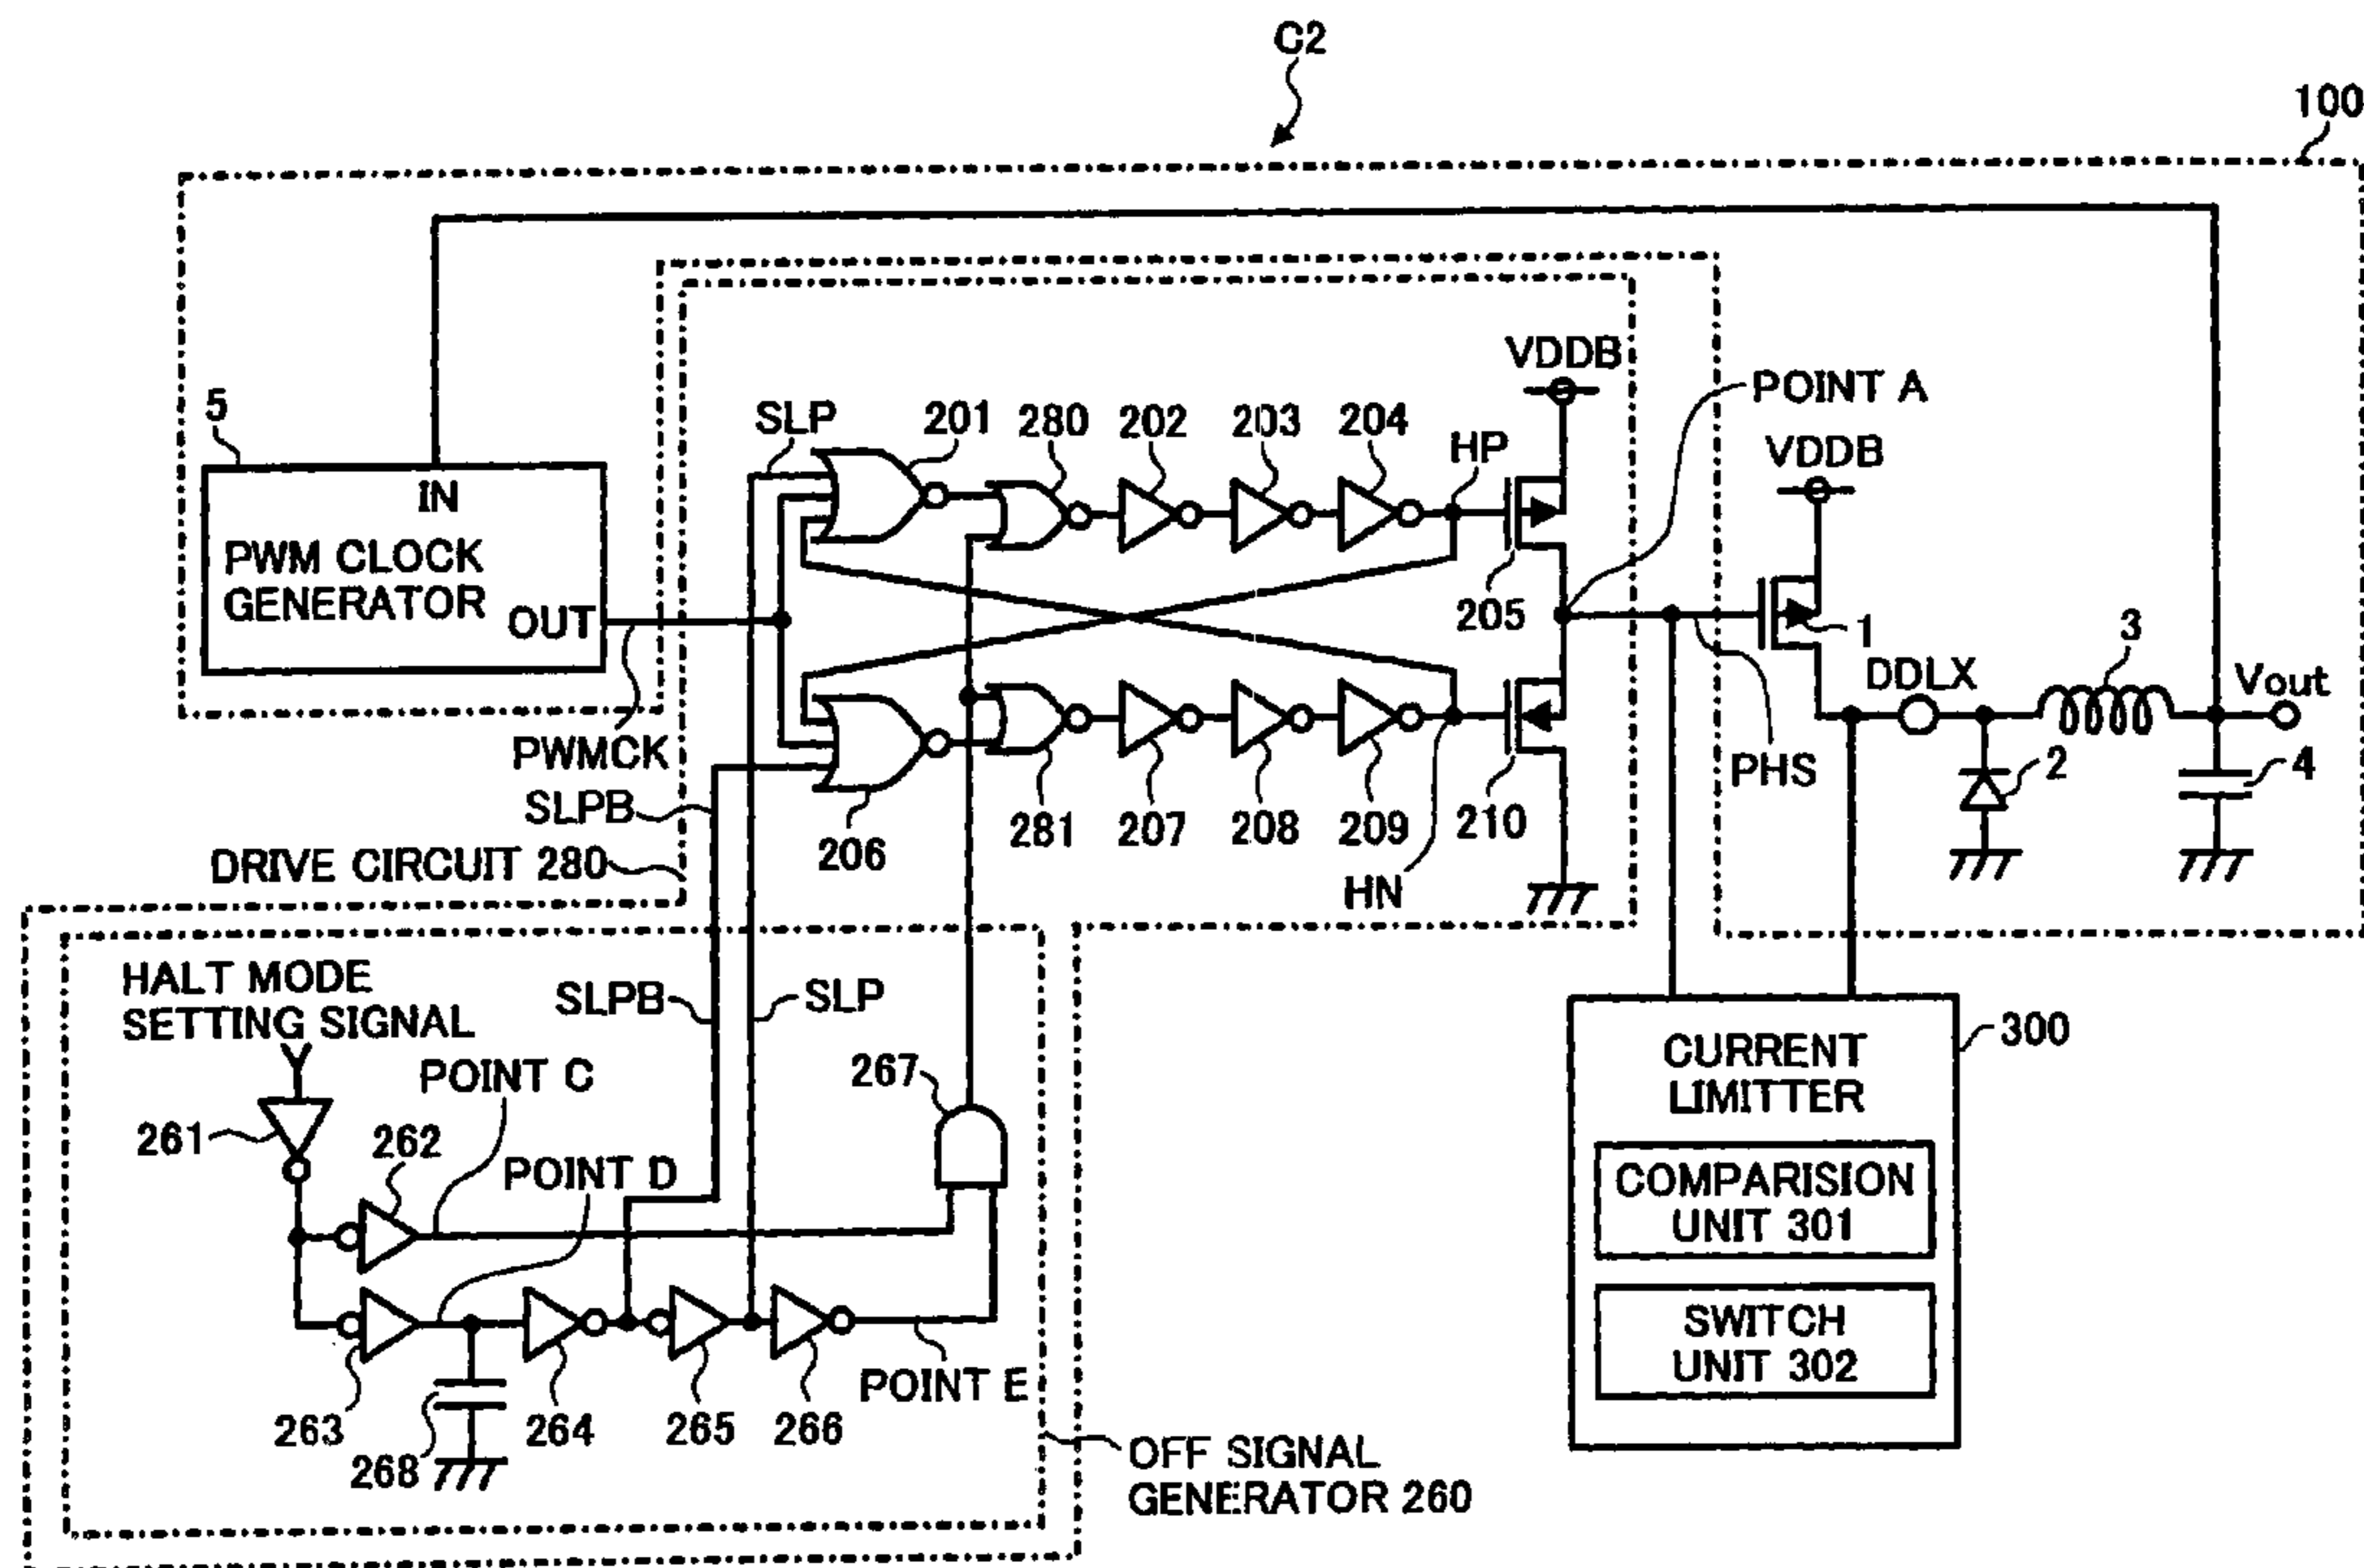 C2
100
5
IN
PWM CLOCK
GENERATOR
OUT
PWMCK
SLP
201
280
202
203
204
HP
VDDB
205
POINT A
VDDB
1
DDLX
3
Vout
PHS
2
4
SLPB
206
281
207
208
209
210
HN
DRIVE CIRCUIT 280
HALT MODE
SETTING SIGNAL
SLPB
SLP
POINT C
267
261
262
POINT D
263
268
264
265
266
POINT E
OFF SIGNAL
GENERATOR 260
300
CURRENT
LIMITTER
COMPARISION
UNIT 301
SWITCH
UNIT 302